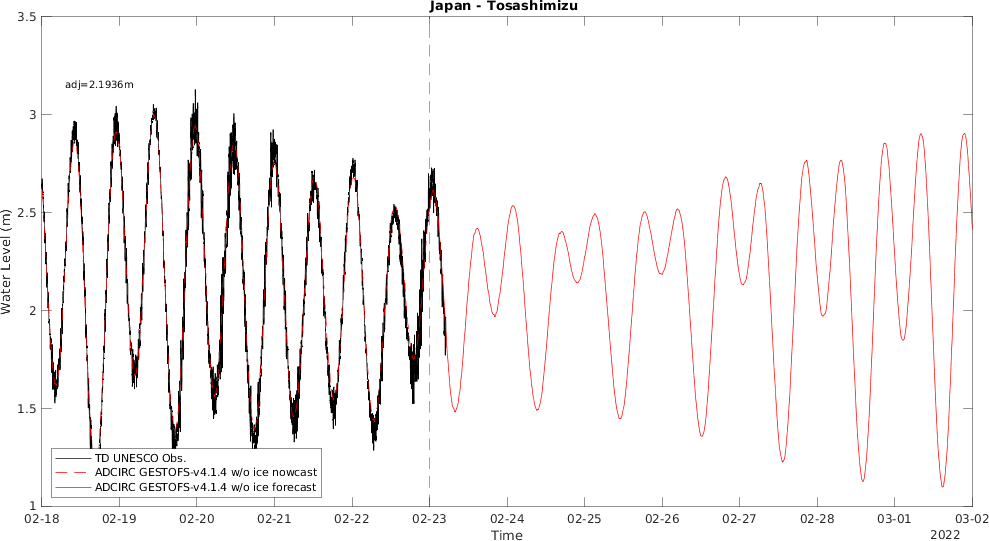 Japan - Tosashimizu
3.5
adj=2.1936m
3
2.5
Water Level (m)
2
1.5
TD UNESCO Obs.
ADCIRC GESTOFS-v4.1.4 w/o ice nowcast
ADCIRC GESTOFS-v4.1.4 w/o ice forecast
1
02-18 02-19 02-20 02-21 02-22 02-23 02-24 02-25 02-26 02-27 02-28 03-01 03-02
Time 2022